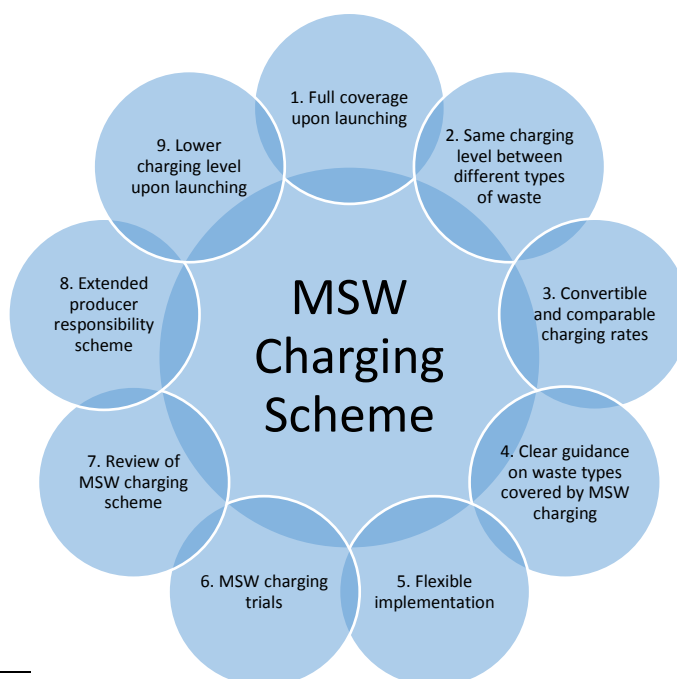 1. Full coverage
upon launching
2. Same charging
level between
different types
of waste
3. Convertible
and comparable
charging rates
4. Clear guidance
on waste types
covered by MSW
charging
5. Flexible
implementation
6. MSW charging
trials
7. Review of
MSW charging
scheme
8. Extended
producer
responsibility
scheme
9. Lower
charging level
upon launching
MSW
Charging
Scheme